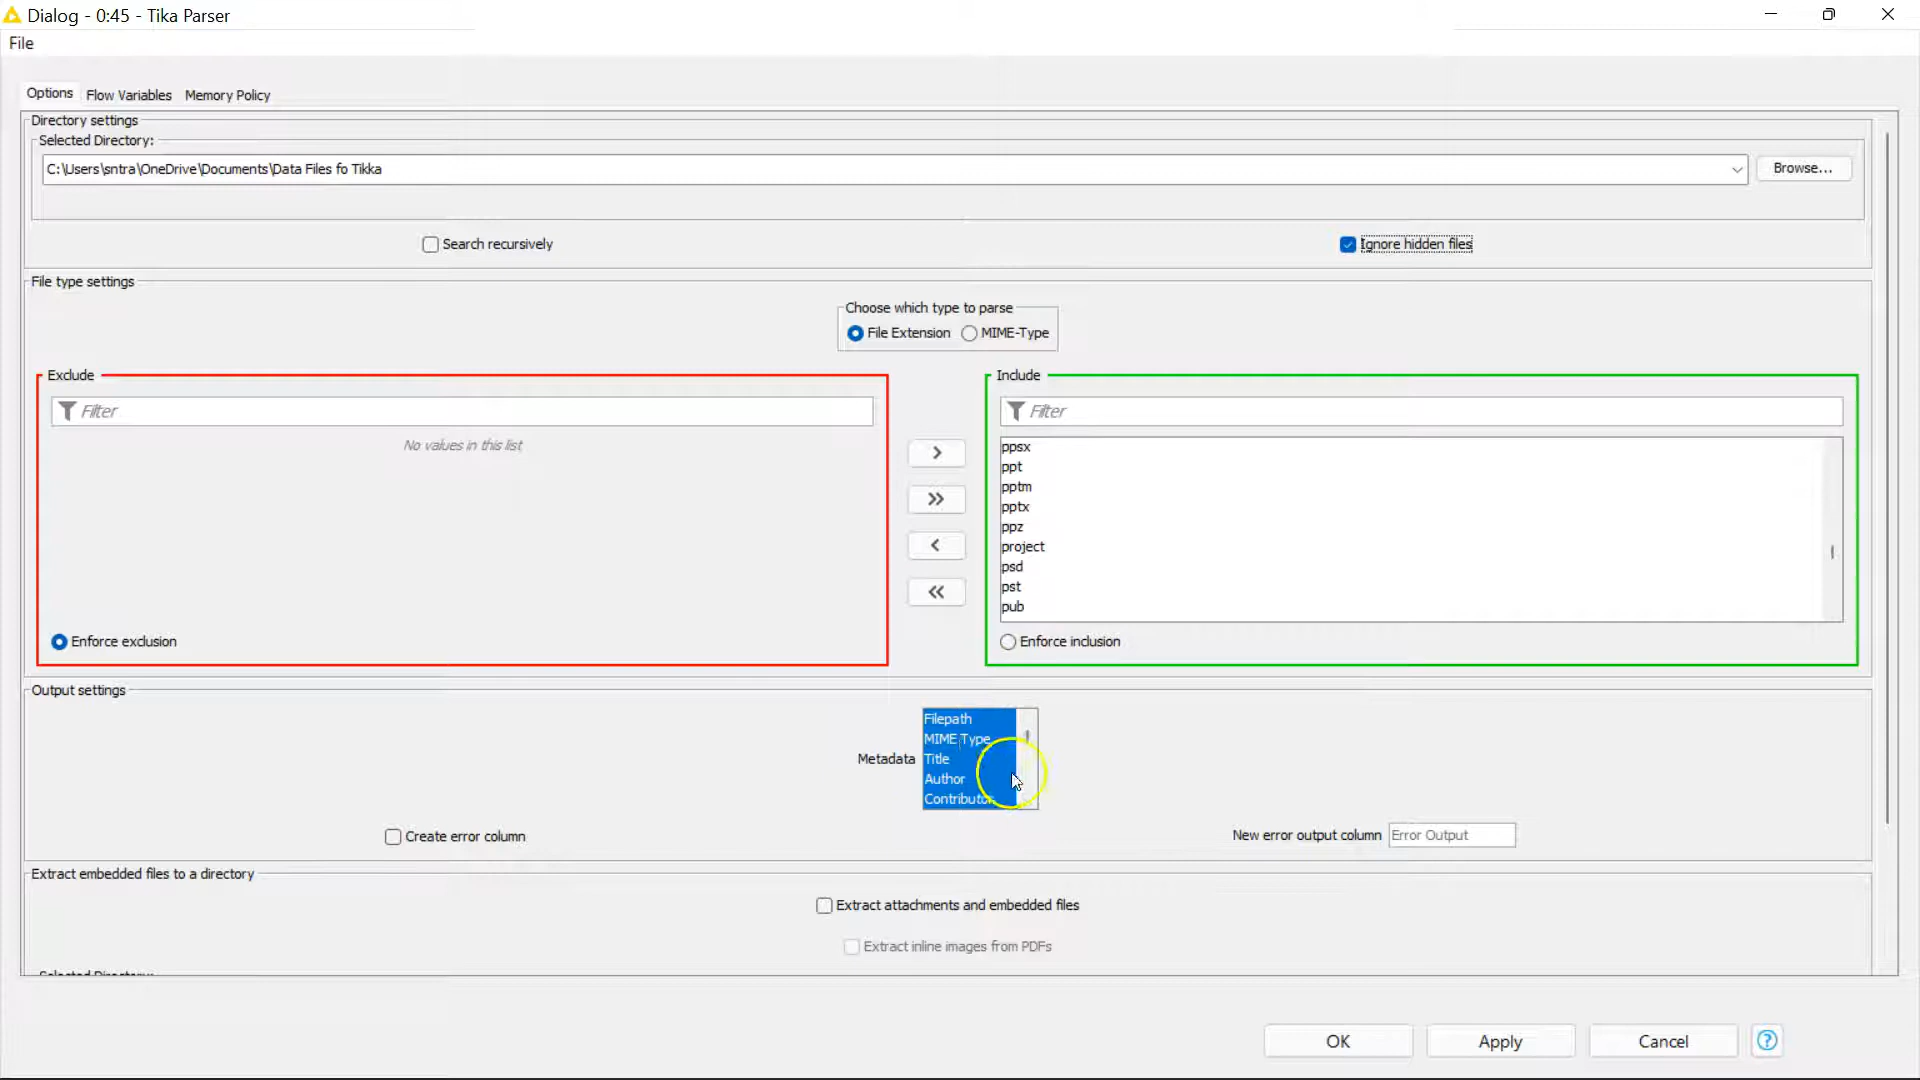 Dialog - 0:45 - Tika Parser
File
Options Flow Variables Memory Policy
Directory settings
Selected Directory:
C:\Users\sntra\OneDrive\Documents\Data Files fo Tikka
Browse...
Search recursively
Ignore hidden files
File type settings
Choose which type to parse
File Extension MIME-Type
Exclude
Filter
No values in this list
Enforce exclusion
>
>>
<
<<
Include
Filter
ppsx
ppt
pptm
pptx
ppz
project
psd
pst
pub
Enforce inclusion
Output settings
Metadata
Filepath
MIME Type
Title
Author
Contributor
Create error column
New error output column Error Output
Extract embedded files to a directory
Extract attachments and embedded files
Extract inline images from PDFs
Selected Directory:
OK Apply Cancel ?